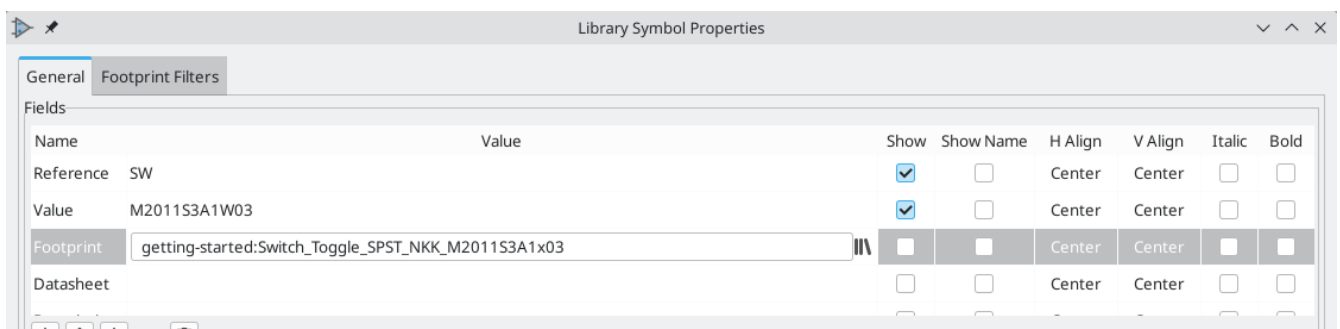 Library Symbol Properties
General Footprint Filters
Fields
Name Value Show Show Name H Align V Align Italic Bold
Reference SW Center Center
Value M2011S3A1W03 Center Center
Footprint getting-started:Switch_Toggle_SPST_NKK_M2011S3A1x03 Center Center
Datasheet Center Center